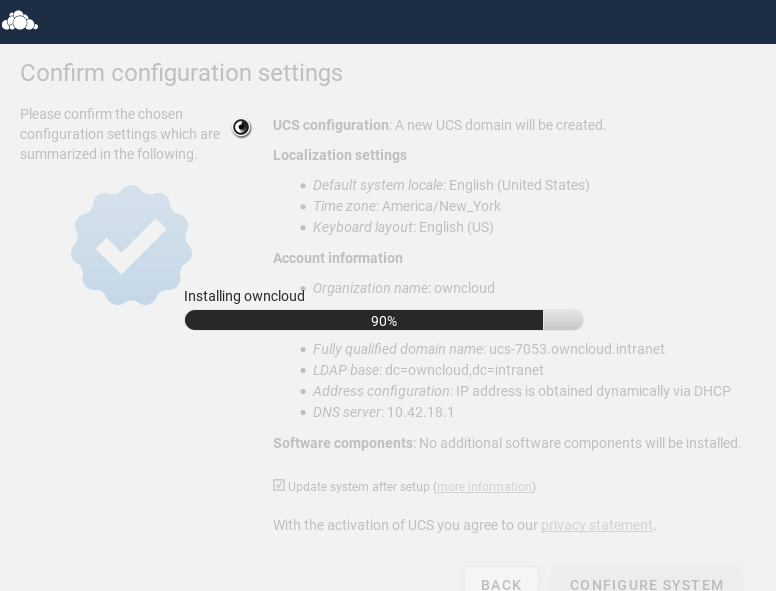 Confirm configuration settings
Please confirm the chosen
configuration settings which are
summarized in the following.
UCS configuration: A new UCS domain will be created.
Localization settings
• Default system locale: English (United States)
• Time zone: America/New_York
• Keyboard layout: English (US)
Account information
• Organization name: owncloud
Installing owncloud
90%
• Fully qualified domain name: ucs-7053.owncloud.intranet
• LDAP base: dc=owncloud,dc=intranet
• Address configuration: IP address is obtained dynamically via DHCP
• DNS server: 10.42.18.1
Software components: No additional software components will be installed.
Update system after setup (more information)
With the activation of UCS you agree to our privacy statement.
BACK
CONFIGURE SYSTEM